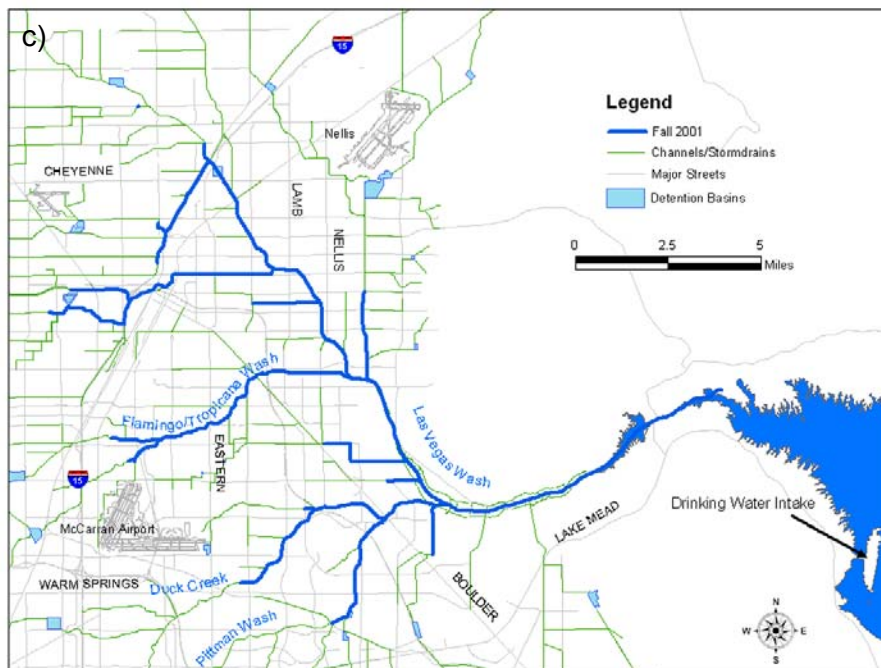 c)
15
Nellis
Legend
Fall 2001
Channels/Stormdrains
Major Streets
Detention Basins
CHEYENNE
LAMB
NELLIS
0 2.5 5
Miles
Flamingo/Tropicana Wash
Las Vegas Wash
EASTERN
15
McCarran Airport
Drinking Water Intake
LAKE MEAD
WARM SPRINGS
Duck Creek
BOULDER
Pittman Wash
N
W E
S